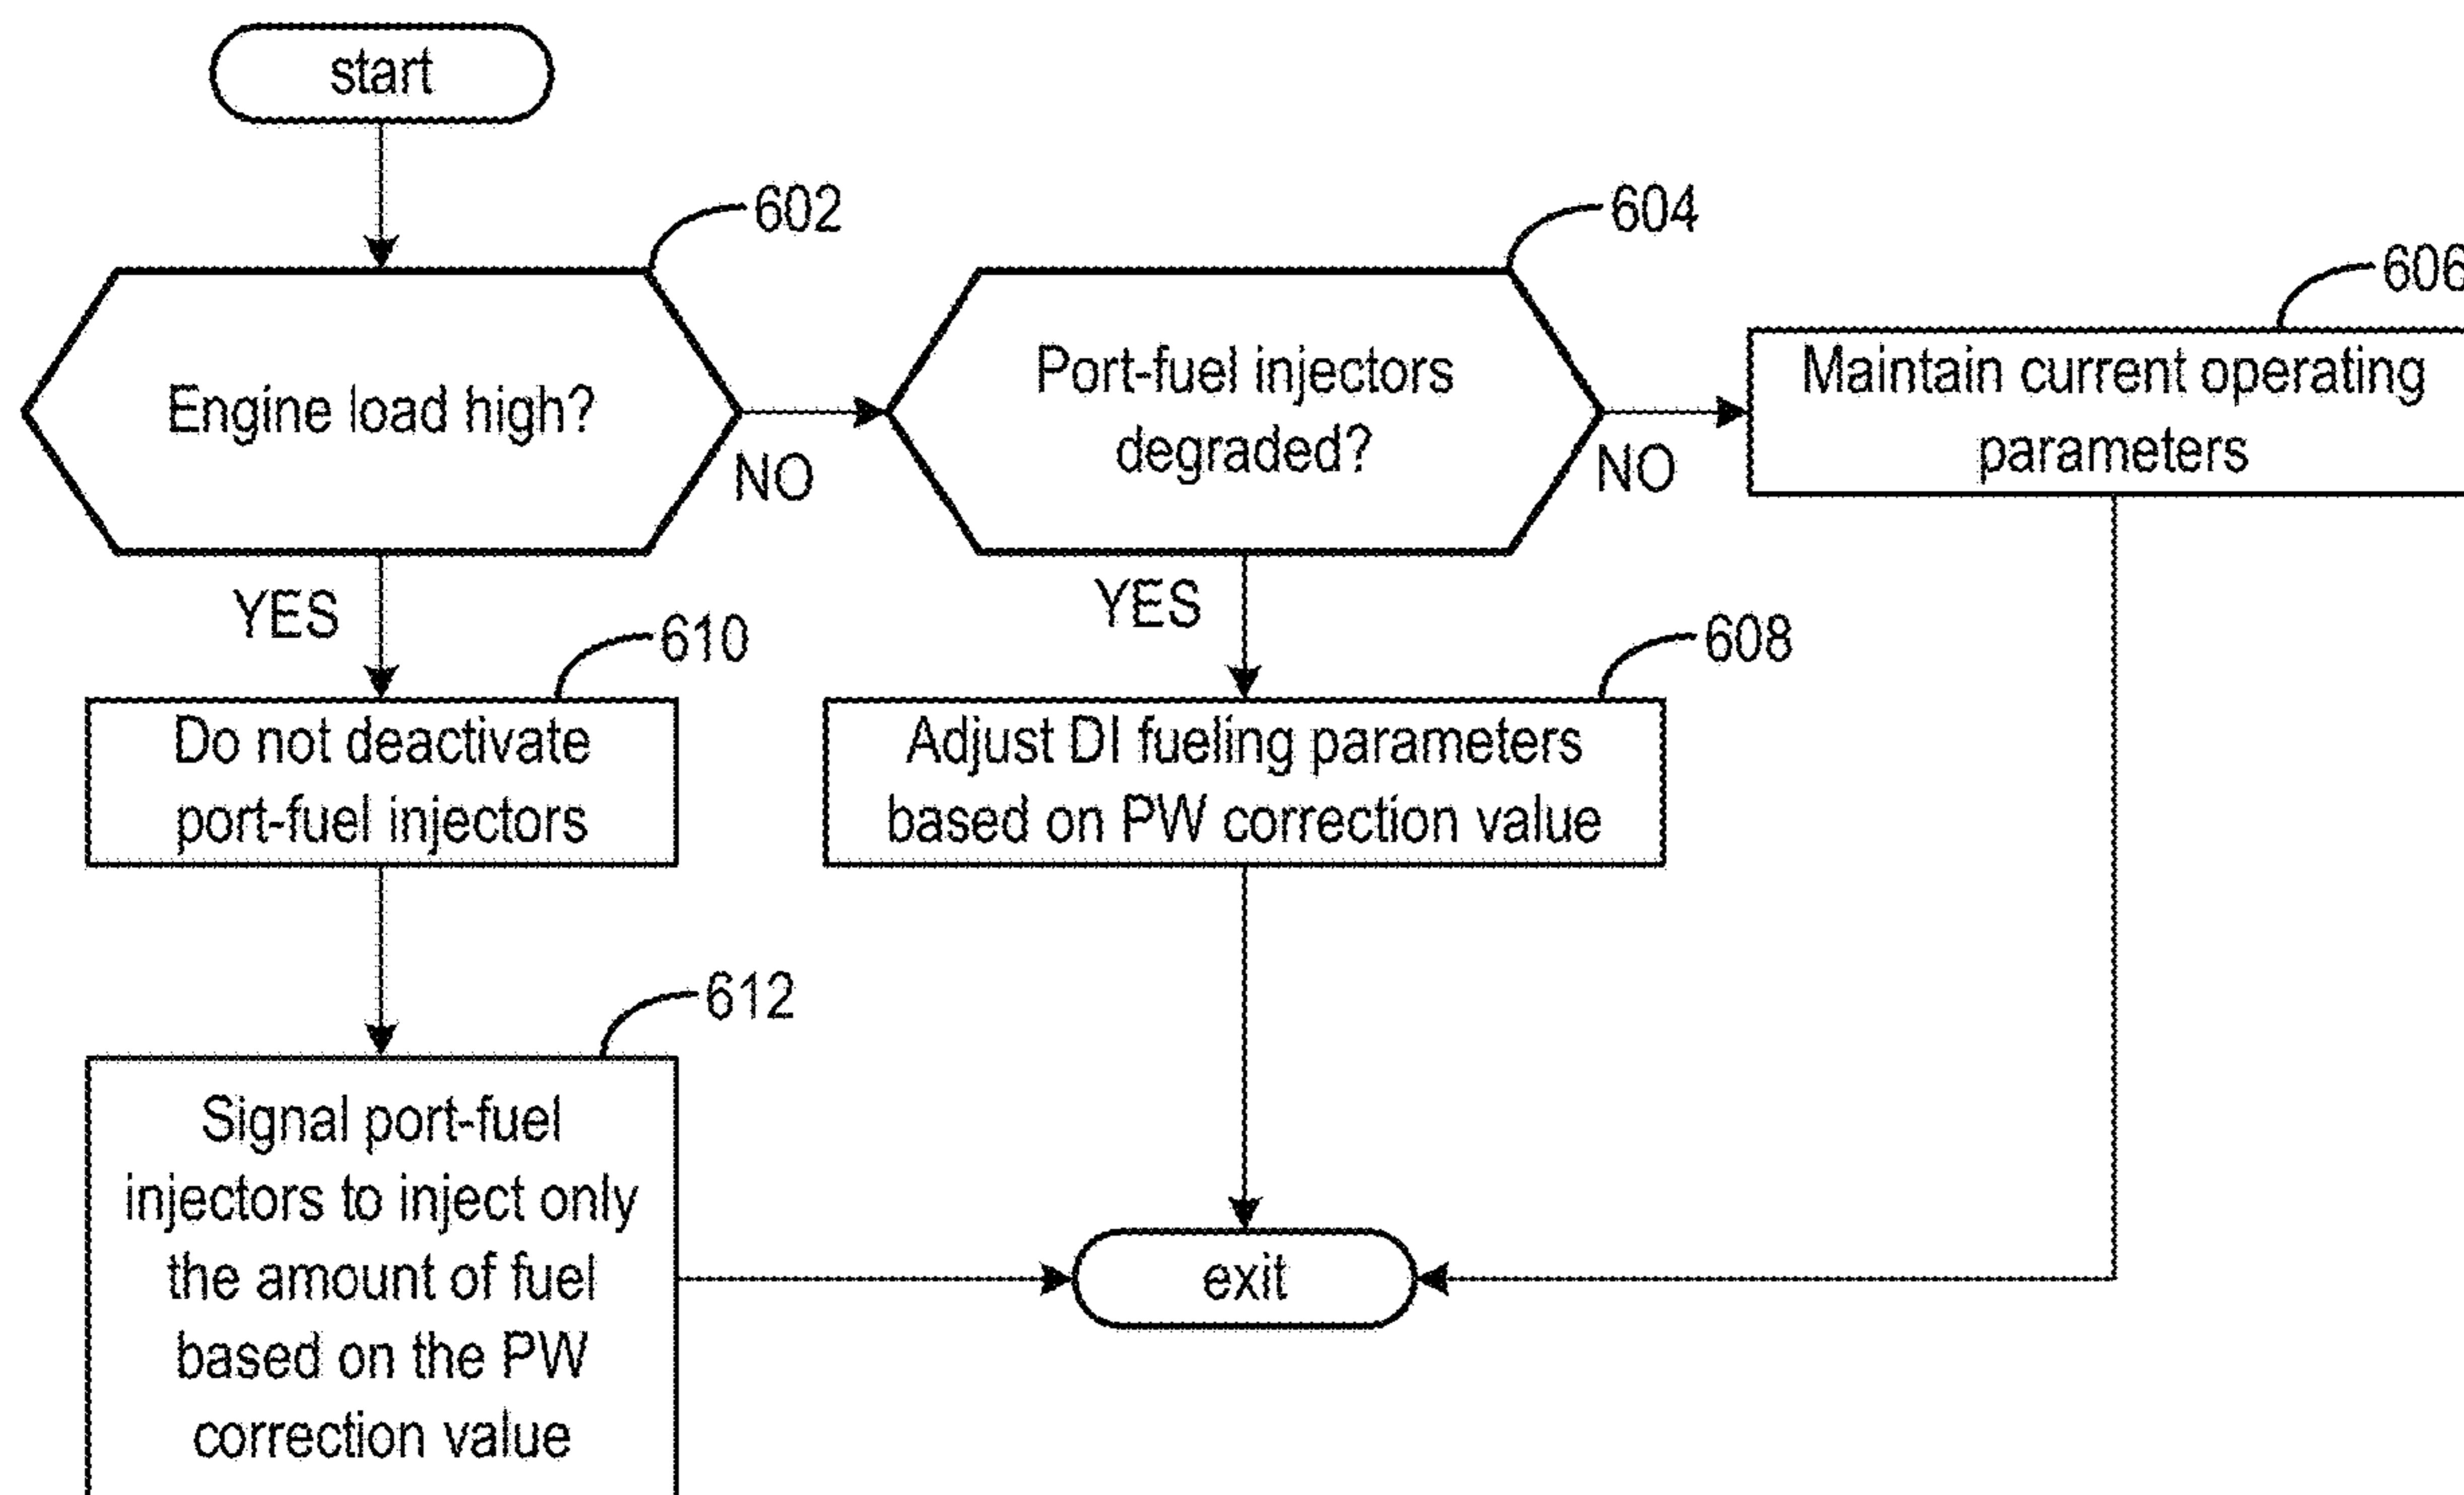 start
602
604
606
Engine load high?
Port-fuel injectors
degraded?
Maintain current operating
parameters
NO
NO
YES
YES
610
608
Do not deactivate
port-fuel injectors
Adjust DI fueling parameters
based on PW correction value
612
Signal port-fuel
injectors to inject only
the amount of fuel
based on the PW
correction value
exit